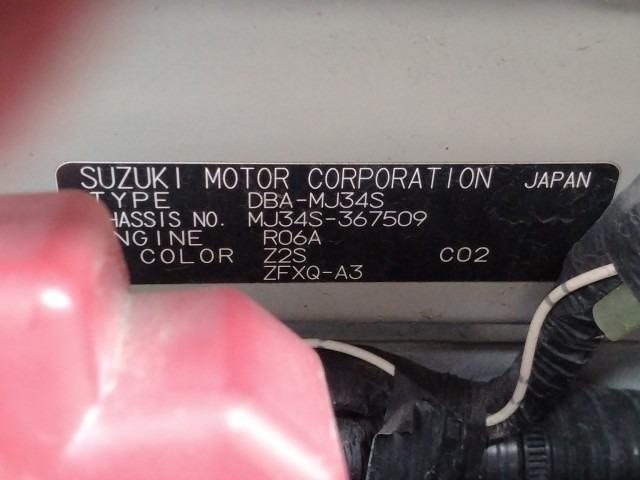 SUZUKI MOTOR CORPORATION JAPAN
TYPE DBA-MJ34S
HASSIS NO. MJ34S-367509
NGINE R06A
COLOR Z2S C02
ZFXQ-A3